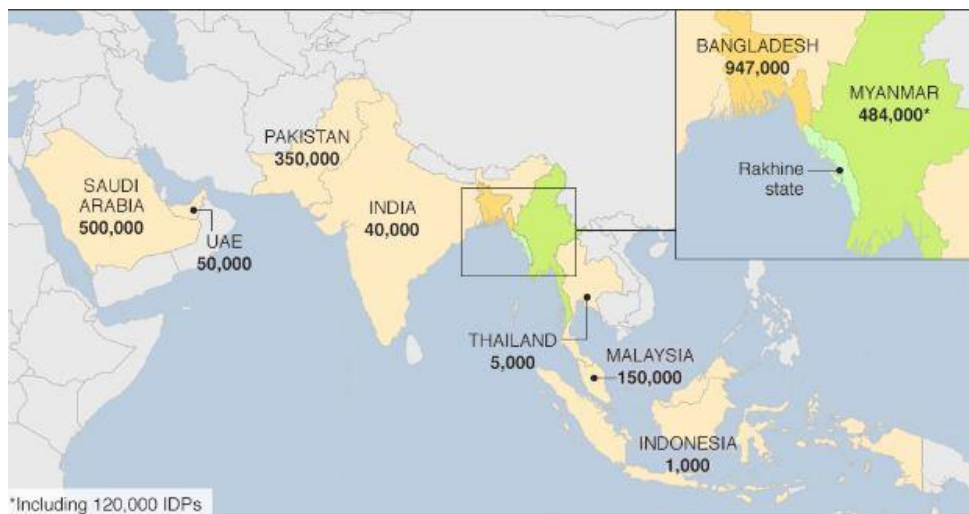 BANGLADESH
947,000
MYANMAR
484,000*
Rakhine
state
PAKISTAN
350,000
SAUDI
ARABIA
500,000
UAE
50,000
INDIA
40,000
THAILAND
5,000
MALAYSIA
150,000
INDONESIA
1,000
*Including 120,000 IDPs